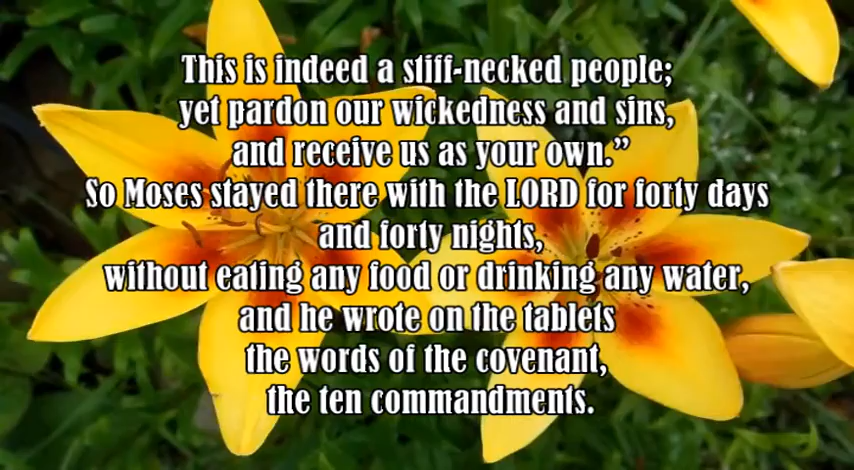 This is indeed a stiff-necked people;
yet pardon our wickedness and sins,
and receive us as your own.”
So Moses stayed there with the LORD for forty days
and forty nights,
without eating any food or drinking any water,
and he wrote on the tablets
the words of the covenant,
the ten commandments.